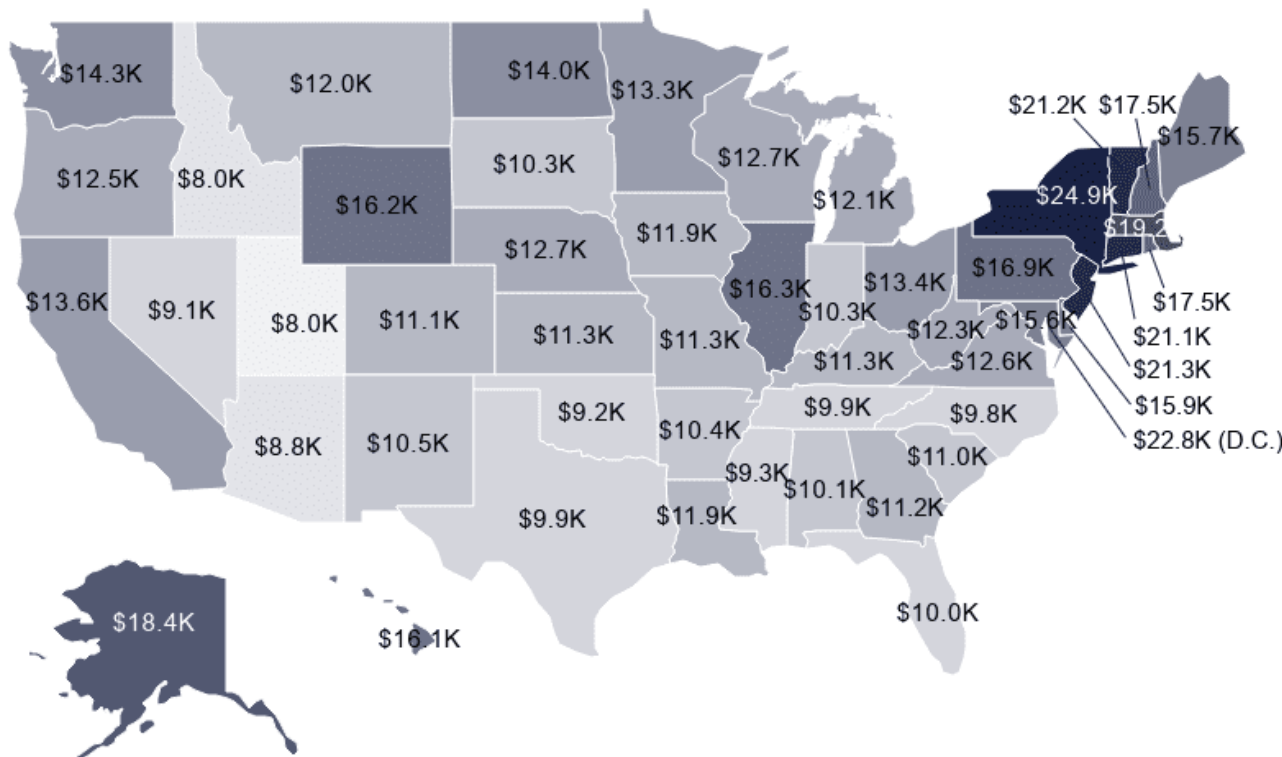 $14.3K
$12.0K
$14.0K
$13.3K
$21.2K
$17.5K
$15.7K
$12.5K
$8.0K
$16.2K
$10.3K
$12.7K
$12.1K
$24.9K
$19.2
$13.6K
$9.1K
$8.0K
$11.1K
$12.7K
$11.9K
$16.3K
$10.3K
$13.4K
$16.9K
$17.5K
$11.3K
$11.3K
$11.3K
$12.3K
$15.6K
$12.6K
$21.1K
$21.3K
$15.9K
$22.8K (D.C.)
$8.8K
$10.5K
$9.2K
$10.4K
$9.9K
$9.8K
$9.9K
$11.9K
$9.3K
$10.1K
$11.2K
$11.0K
$10.0K
$18.4K
$16.1K